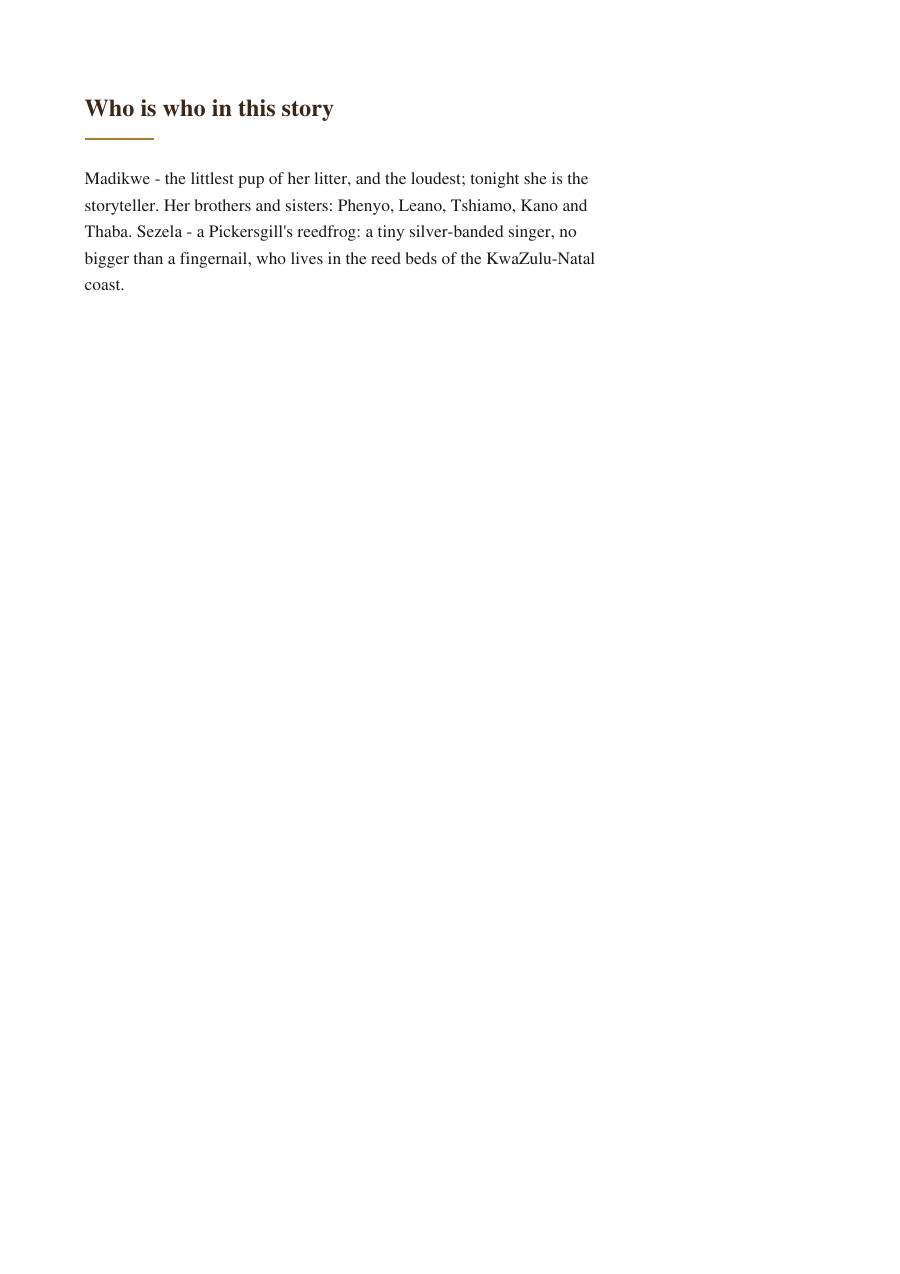 Who is who in this story
Madikwe - the littlest pup of her litter, and the loudest; tonight she is the
storyteller. Her brothers and sisters: Phenyo, Leano, Tshiamo, Kano and
Thaba. Sezela - a Pickersgill's reedfrog: a tiny silver-banded singer, no
bigger than a fingernail, who lives in the reed beds of the KwaZulu-Natal
coast.